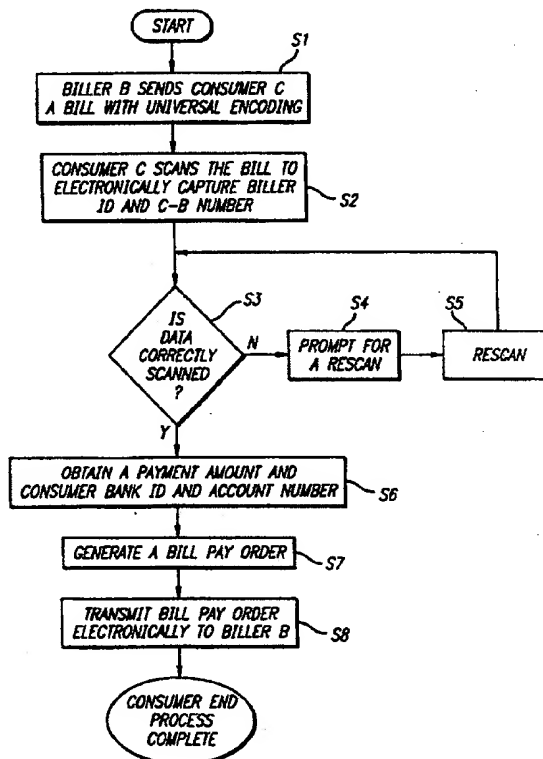 START
S1
BILLER B SENDS CONSUMER C
A BILL WITH UNIVERSAL ENCODING
CONSUMER C SCANS THE BILL TO
ELECTRONICALLY CAPTURE BILLER
ID AND C-B NUMBER
S2
S3
IS
DATA
CORRECTLY
SCANNED
?
N
S4
PROMPT FOR
A RESCAN
S5
RESCAN
Y
OBTAIN A PAYMENT AMOUNT AND
CONSUMER BANK ID AND ACCOUNT NUMBER
S6
GENERATE A BILL PAY ORDER
S7
TRANSMIT BILL PAY ORDER
ELECTRONICALLY TO BILLER B
S8
CONSUMER END
PROCESS
COMPLETE